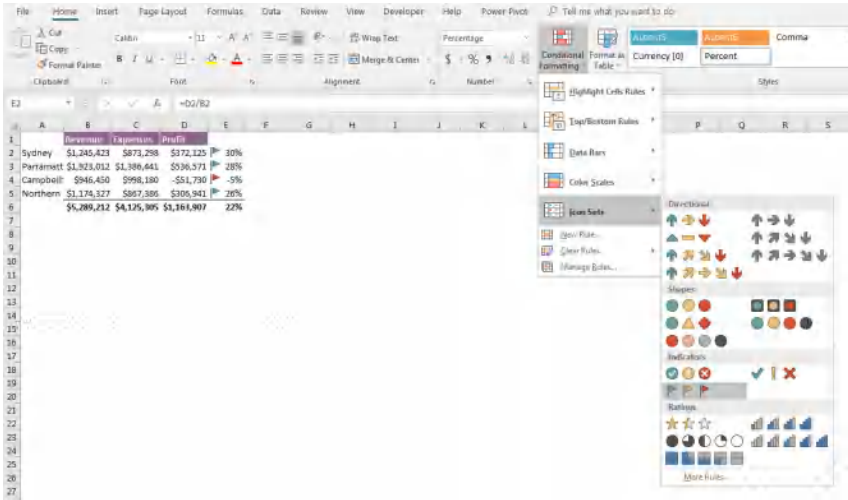 File Home Insert Page Layout Formulas Data Review View Developer Help Power Pivot Tell me what you want to do
Cut
Copy
Format Painter
Clipboard
Calibri 11 A A
B I U A
Font
Wrap Text
Merge & Center
Alignment
Percentage
$ % ,
Number
Conditional Formatting
Format as Table
Accent5 Accent6 Comma
Currency [0] Percent
Styles
E2 fx =D2/B2
A B C D E F G H I J K L P Q R S
1 Revenue Expenses Profit
2 Sydney $1,245,423 $873,298 $372,125 30%
3 Parramatt $1,923,012 $1,386,441 $536,571 28%
4 Campbell $946,450 $998,180 -$51,730 -5%
5 Northern $1,174,327 $867,386 $306,941 26%
6 $5,289,212 $4,125,305 $1,163,907 22%
7
8
9
10
11
12
13
14
15
16
17
18
19
20
21
22
23
24
25
26
27
Highlight Cells Rules
Top/Bottom Rules
Data Bars
Color Scales
Icon Sets
New Rule...
Clear Rules
Manage Rules...
Directional
Shapes
Indicators
Ratings
More Rules...